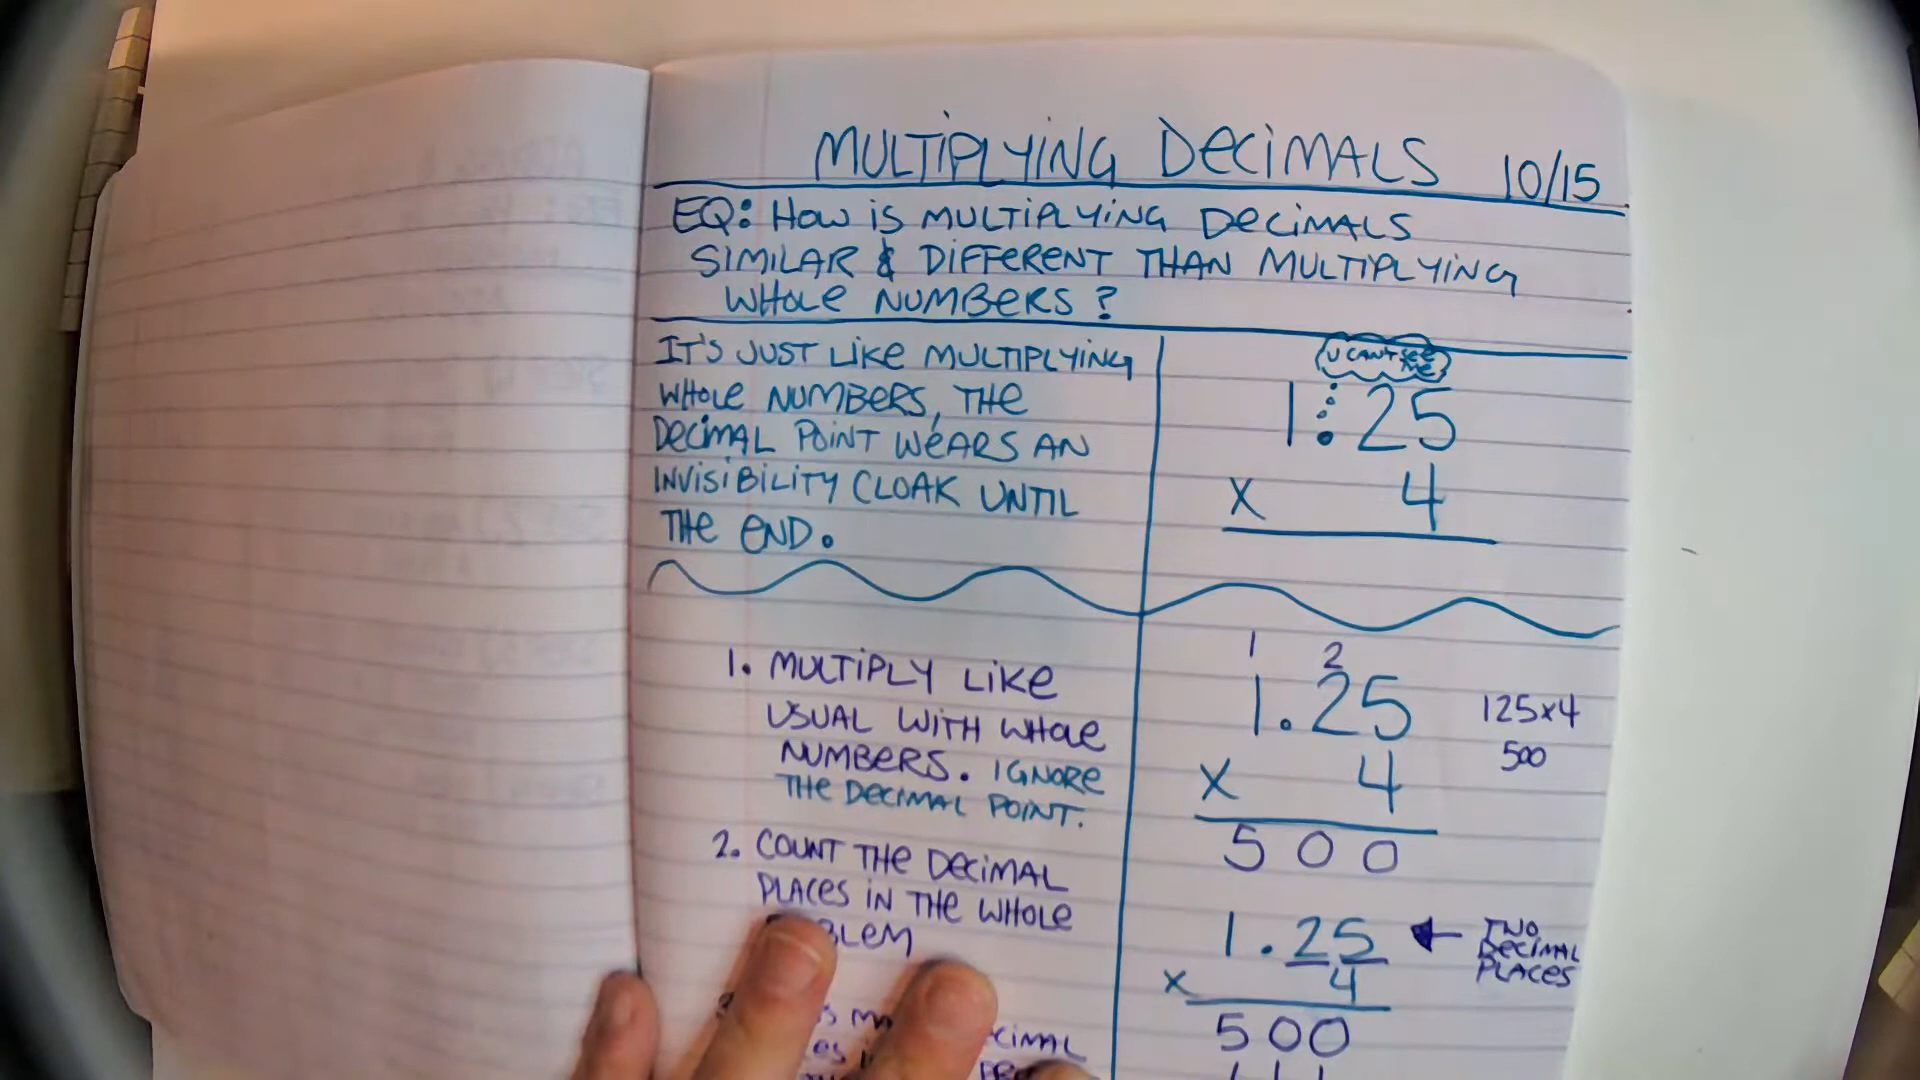 MULTIPLYING DECIMALS 10/15
EQ: HOW IS MULTIPLYING DECIMALS
SIMILAR & DIFFERENT THAN MULTIPLYING
WHOLE NUMBERS?
IT'S JUST LIKE MULTIPLYING
WHOLE NUMBERS, THE
DECIMAL POINT WEARS AN
INVISIBILITY CLOAK UNTIL
THE END.
U CAN'T SEE
ME
1.25
X 4
1. MULTIPLY LIKE
USUAL WITH WHOLE
NUMBERS. IGNORE
THE DECIMAL POINT.
1 2
1.25
X 4
500
125x4
500
2. COUNT THE DECIMAL
PLACES IN THE WHOLE
1.25
X 4
500
TWO
DECIMAL
PLACES